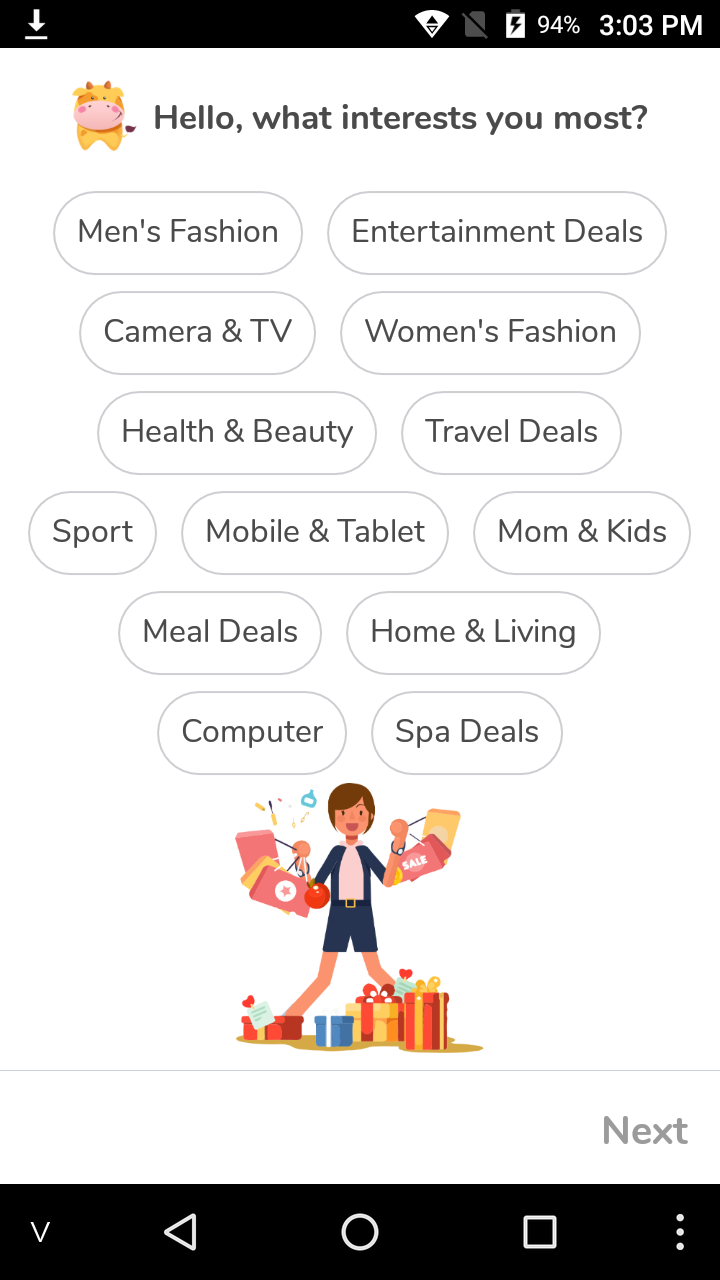 94% 3:03 PM
Hello, what interests you most?
Men's Fashion Entertainment Deals
Camera & TV Women's Fashion
Health & Beauty Travel Deals
Sport Mobile & Tablet Mom & Kids
Meal Deals Home & Living
Computer Spa Deals
SALE
Next